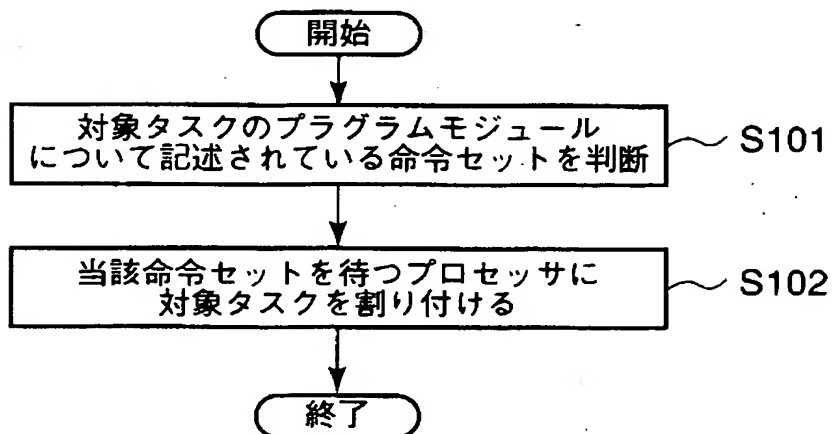 開始
対象タスクのプラグラムモジュール
について記述されている命令セットを判断
S101
当該命令セットを待つプロセッサに
対象タスクを割り付ける
S102
終了